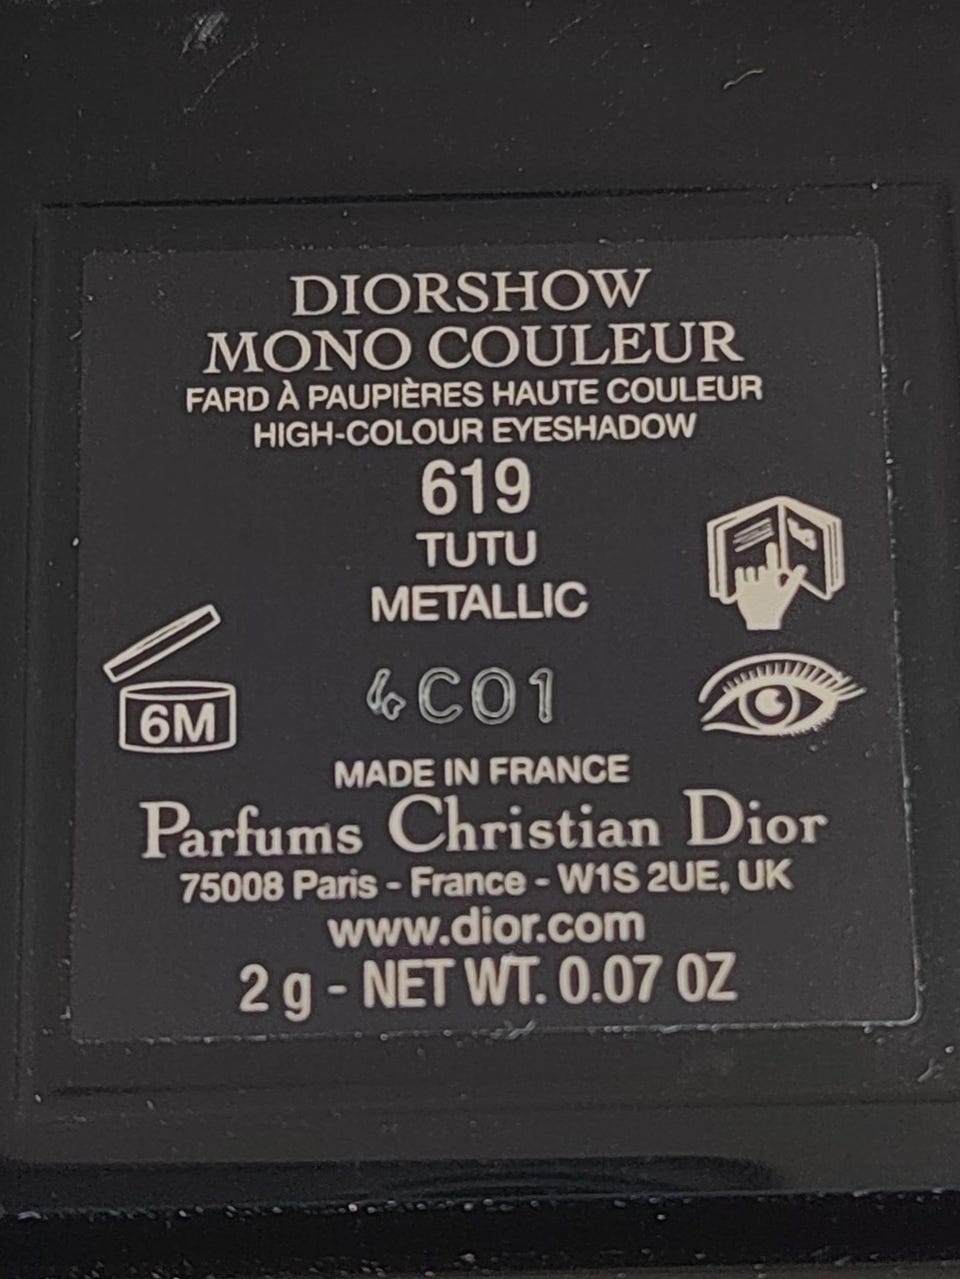 DIORSHOW
MONO COULEUR
FARD À PAUPIÈRES HAUTE COULEUR
HIGH-COLOUR EYESHADOW
619
TUTU
METALLIC
6M
4C01
MADE IN FRANCE
Parfums Christian Dior
75008 Paris - France - W1S 2UE, UK
www.dior.com
2 g - NET WT. 0.07 OZ